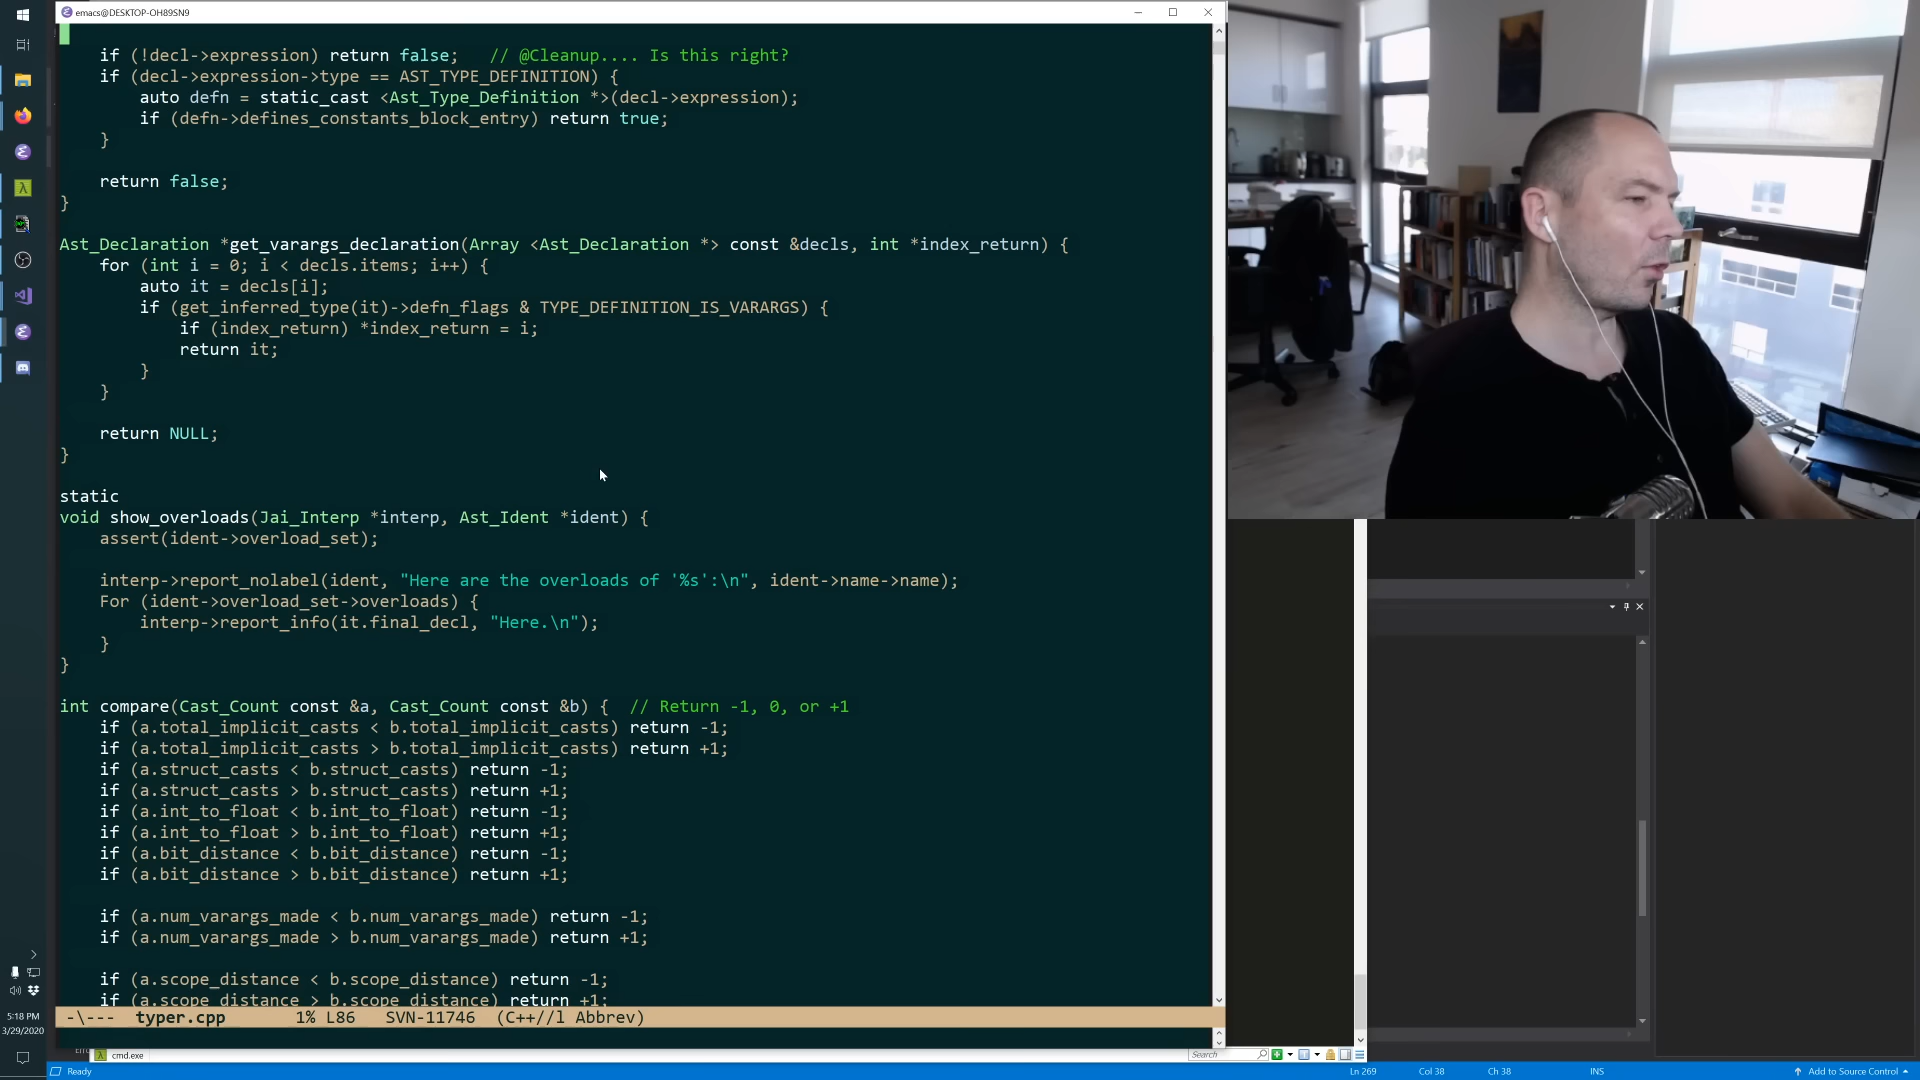 emacs@DESKTOP-OH89SN9
if (!decl->expression) return false;   // @Cleanup.... Is this right?
if (decl->expression->type == AST_TYPE_DEFINITION) {
auto defn = static_cast <Ast_Type_Definition *>(decl->expression);
if (defn->defines_constants_block_entry) return true;
}
return false;
}
Ast_Declaration *get_varargs_declaration(Array <Ast_Declaration *> const &decls, int *index_return) {
for (int i = 0; i < decls.items; i++) {
auto it = decls[i];
if (get_inferred_type(it)->defn_flags & TYPE_DEFINITION_IS_VARARGS) {
if (index_return) *index_return = i;
return it;
}
}
return NULL;
}
static
void show_overloads(Jai_Interp *interp, Ast_Ident *ident) {
assert(ident->overload_set);
interp->report_nolabel(ident, "Here are the overloads of '%s':\n", ident->name->name);
For (ident->overload_set->overloads) {
interp->report_info(it.final_decl, "Here.\n");
}
}
int compare(Cast_Count const &a, Cast_Count const &b) {  // Return -1, 0, or +1
if (a.total_implicit_casts < b.total_implicit_casts) return -1;
if (a.total_implicit_casts > b.total_implicit_casts) return +1;
if (a.struct_casts < b.struct_casts) return -1;
if (a.struct_casts > b.struct_casts) return +1;
if (a.int_to_float < b.int_to_float) return -1;
if (a.int_to_float > b.int_to_float) return +1;
if (a.bit_distance < b.bit_distance) return -1;
if (a.bit_distance > b.bit_distance) return +1;
if (a.num_varargs_made < b.num_varargs_made) return -1;
if (a.num_varargs_made > b.num_varargs_made) return +1;
if (a.scope_distance < b.scope_distance) return -1;
if (a.scope_distance > b.scope_distance) return +1;
-\--- typer.cpp 1% L86 SVN-11746 (C++//l Abbrev)
5:18 PM
3/29/2020
cmd.exe
Search
Ready
Ln 269 Col 38 Ch 38 INS Add to Source Control